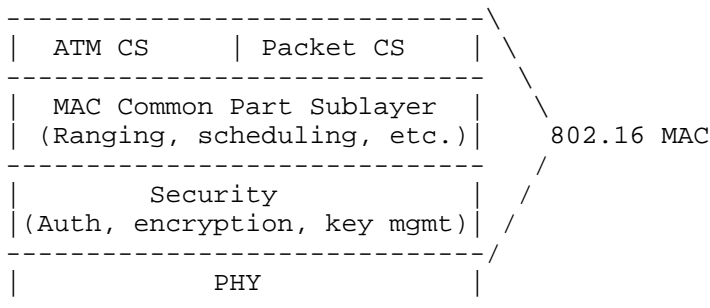 ATM CS | Packet CS
MAC Common Part Sublayer
(Ranging, scheduling, etc.) 802.16 MAC
Security
(Auth, encryption, key mgmt)
PHY